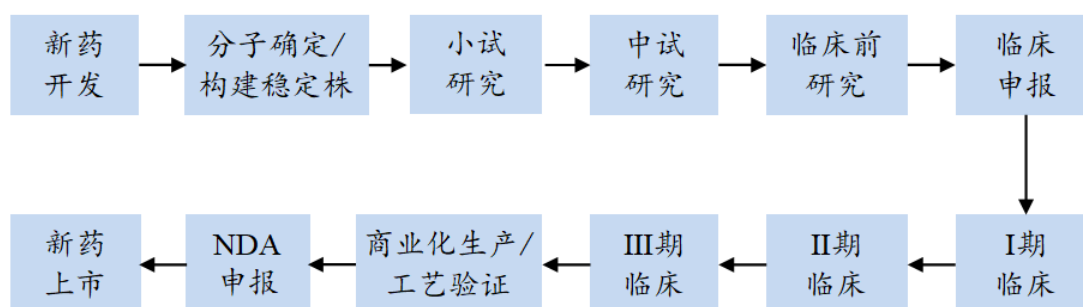 新药
开发
分子确定/
构建稳定株
小试
研究
中试
研究
临床前
研究
临床
申报
I期
临床
II期
临床
III期
临床
商业化生产/
工艺验证
NDA
申报
新药
上市